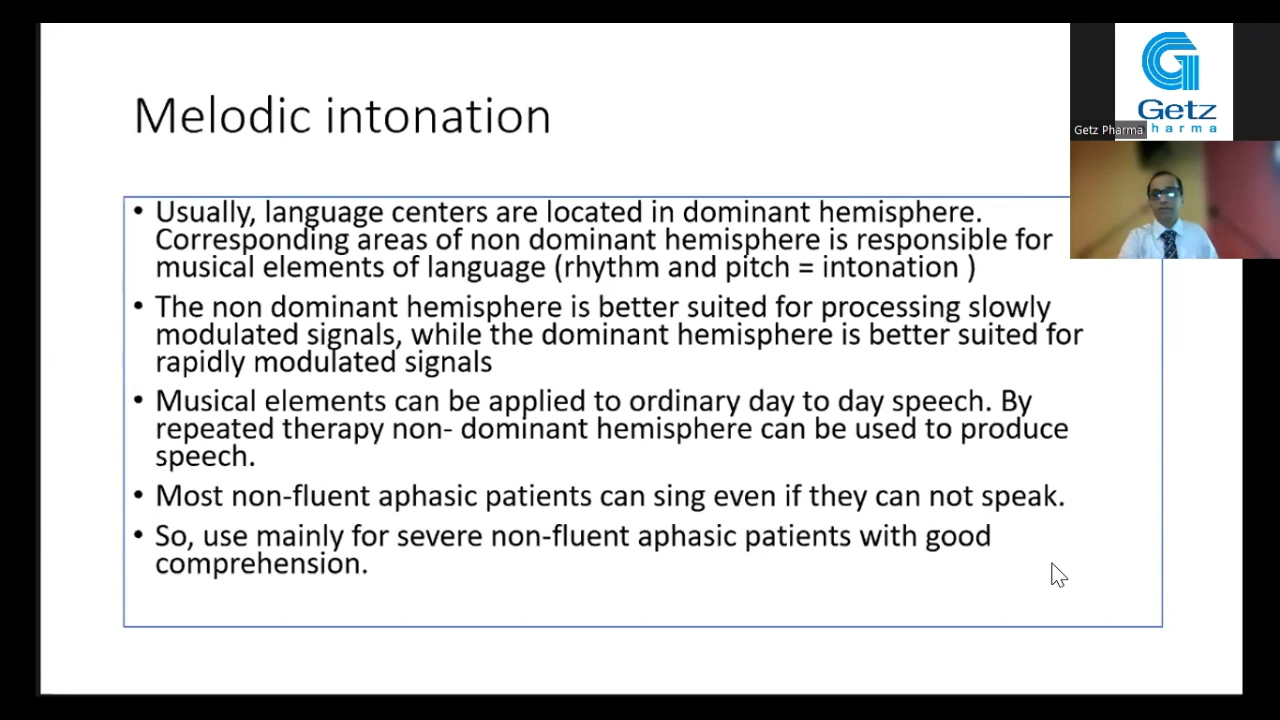 Melodic intonation
• Usually, language centers are located in dominant hemisphere.
Corresponding areas of non dominant hemisphere is responsible for
musical elements of language (rhythm and pitch = intonation )
• The non dominant hemisphere is better suited for processing slowly
modulated signals, while the dominant hemisphere is better suited for
rapidly modulated signals
• Musical elements can be applied to ordinary day to day speech. By
repeated therapy non- dominant hemisphere can be used to produce
speech.
• Most non-fluent aphasic patients can sing even if they can not speak.
• So, use mainly for severe non-fluent aphasic patients with good
comprehension.
Getz
harma
Getz Pharma